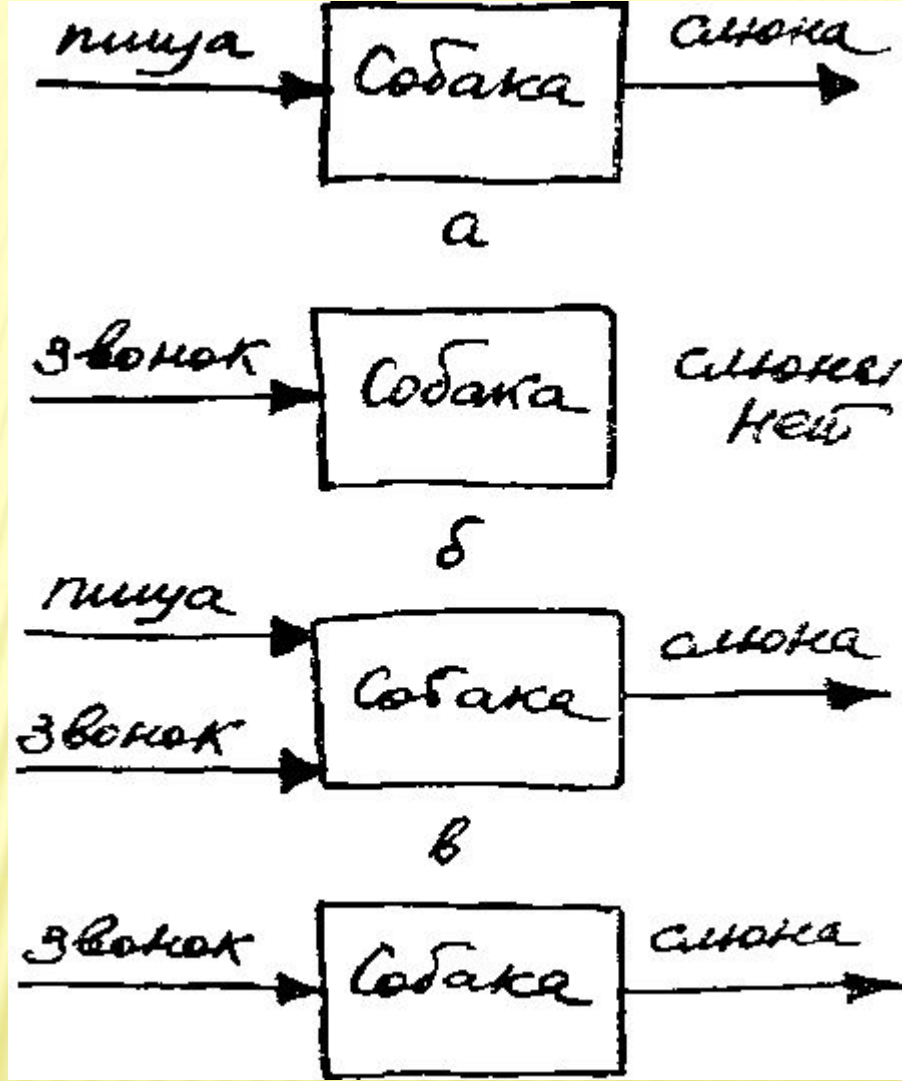 пища
Собака
слюна
а
звонок
Собака
слюны
нет
б
пища
Собака
слюна
звонок
в
звонок
Собака
слюна